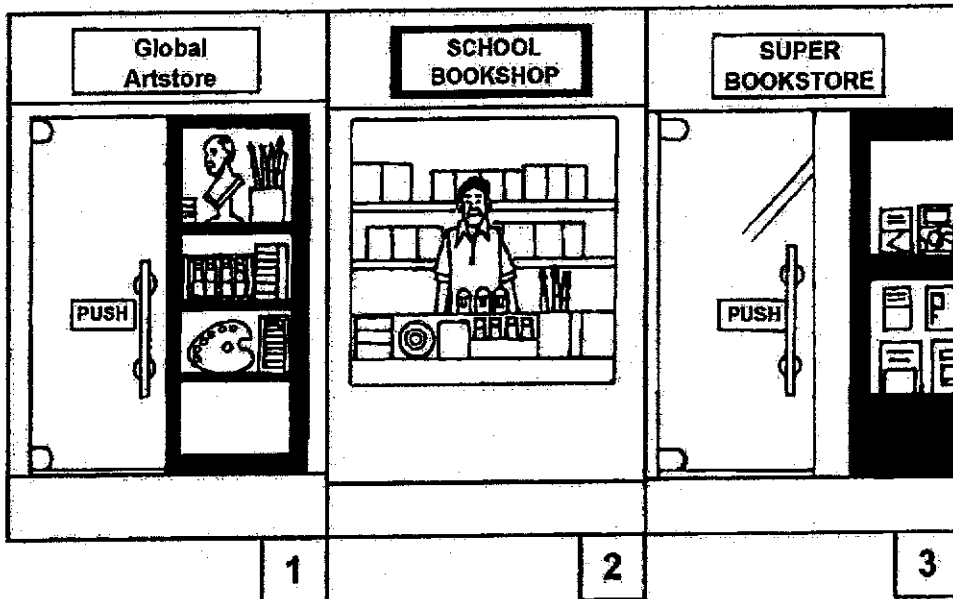 Global
Artstore
SCHOOL
BOOKSHOP
SUPER
BOOKSTORE
PUSH
PUSH
1
2
3